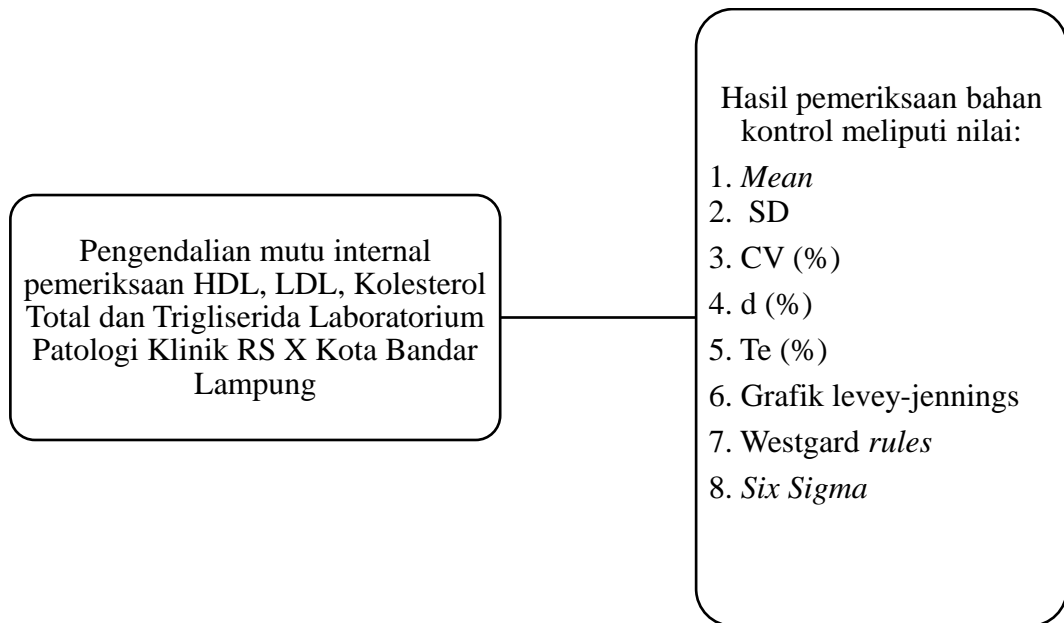 Pengendalian mutu internal
pemeriksaan HDL, LDL, Kolesterol
Total dan Trigliserida Laboratorium
Patologi Klinik RS X Kota Bandar
Lampung
Hasil pemeriksaan bahan
kontrol meliputi nilai:
1. Mean
2. SD
3. CV (%)
4. d (%)
5. Te (%)
6. Grafik levey-jennings
7. Westgard rules
8. Six Sigma